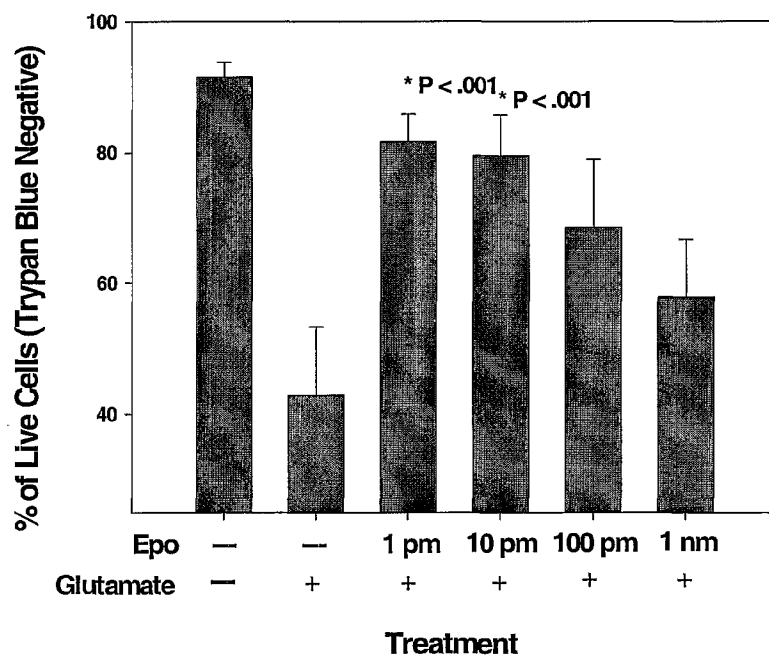 100
* P < .001
* P < .001
80
60
40
% of Live Cells (Trypan Blue Negative)
Epo — — 1 pm 10 pm 100 pm 1 nm
Glutamate — + + + + +
Treatment